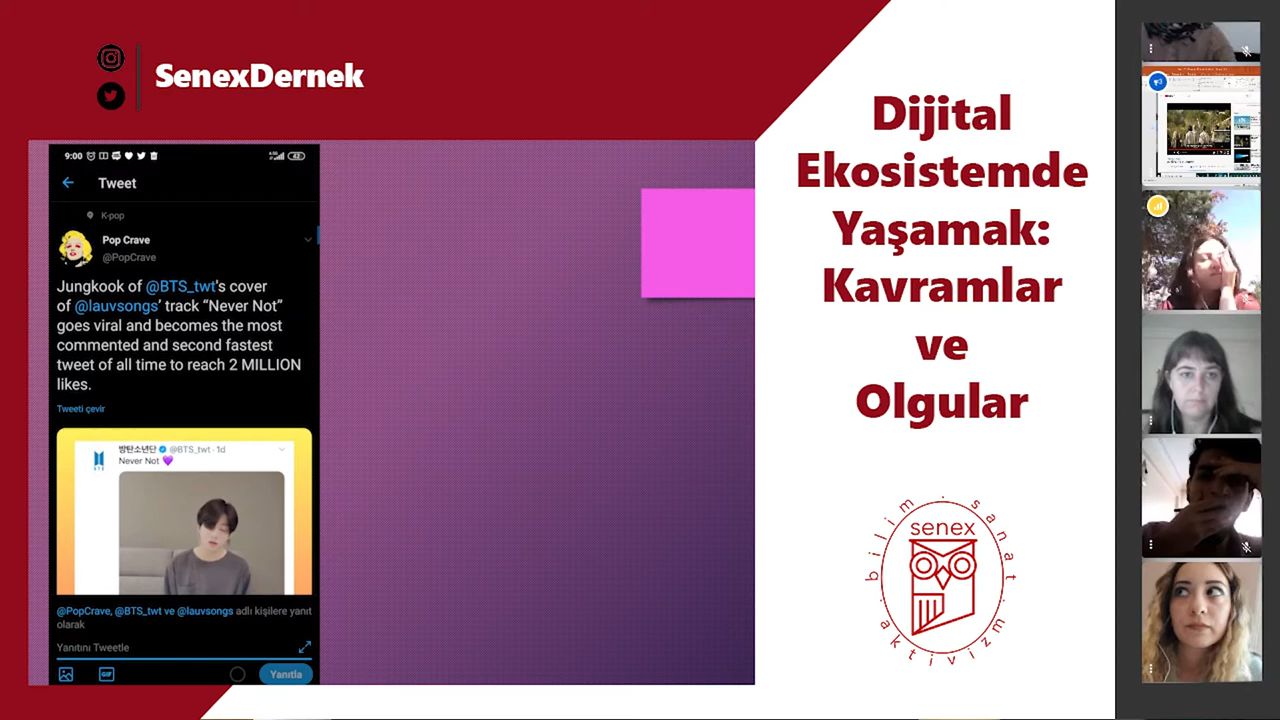 SenexDernek
9:00
42
Tweet
K-pop
Pop Crave
@PopCrave
Jungkook of @BTS_twt's cover
of @lauvsongs’ track “Never Not”
goes viral and becomes the most
commented and second fastest
tweet of all time to reach 2 MILLION
likes.
Tweeti çevir
방탄소년단 @BTS_twt · 1d
Never Not
BTS
@PopCrave, @BTS_twt ve @lauvsongs adlı kişilere yanıt
olarak
Yanıtını Tweetle
GIF
Yanıtla
Dijital
Ekosistemde
Yaşamak:
Kavramlar
ve
Olgular
bilim . sanat . aktivizm .
senex